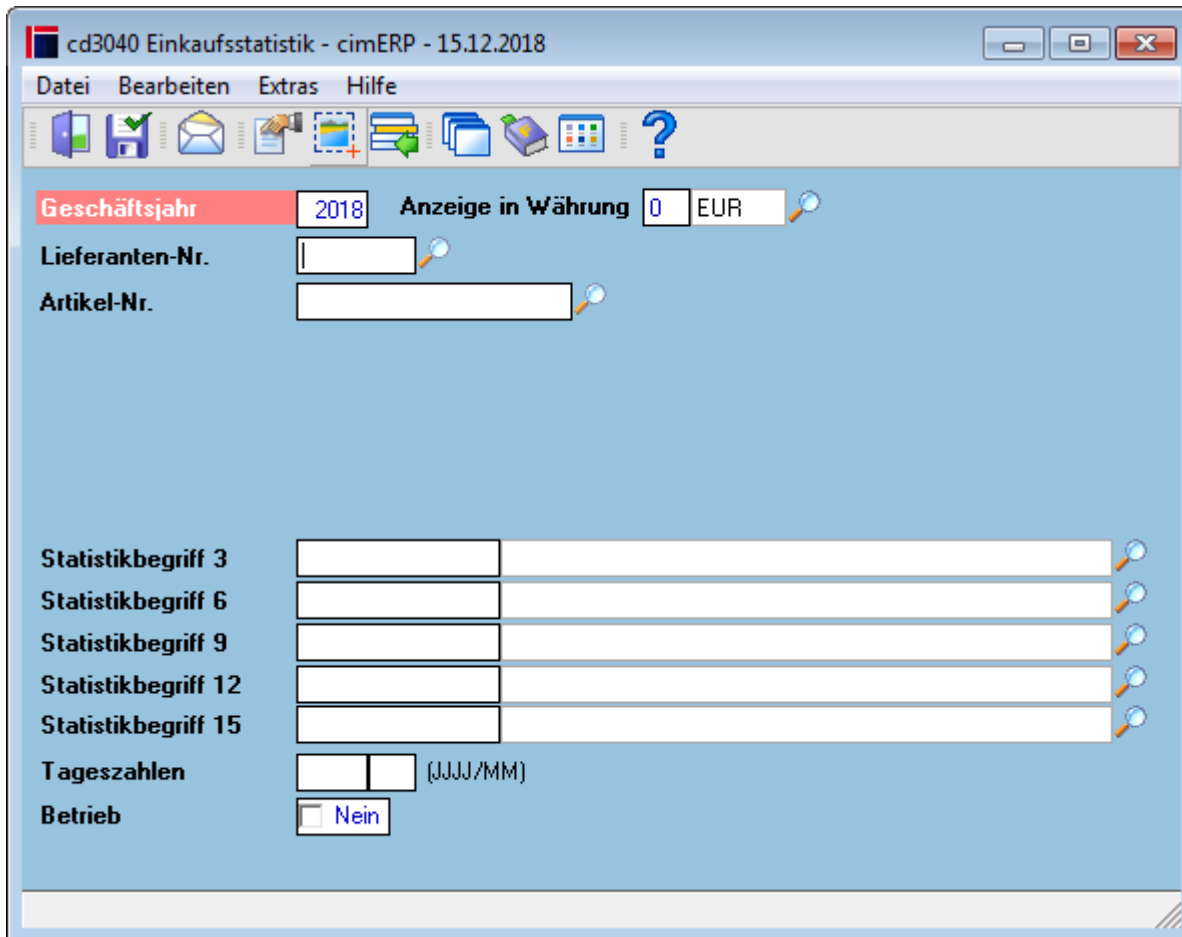 cd3040 Einkaufsstatistik - cimERP - 15.12.2018
Datei Bearbeiten Extras Hilfe
Geschäftsjahr 2018 Anzeige in Währung 0 EUR
Lieferanten-Nr.
Artikel-Nr.
Statistikbegriff 3
Statistikbegriff 6
Statistikbegriff 9
Statistikbegriff 12
Statistikbegriff 15
Tageszahlen (JJJJ/MM)
Betrieb Nein